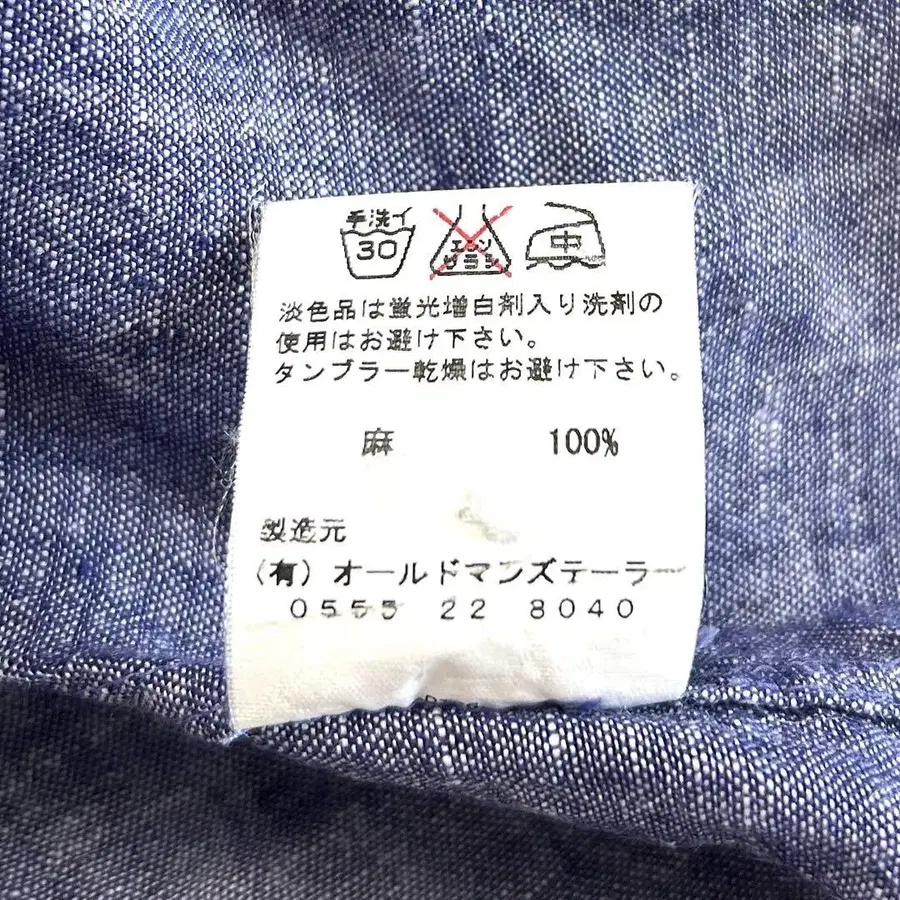 手洗イ
30
エンソ
サラシ
中
淡色品は蛍光増白剤入り洗剤の
使用はお避け下さい。
タンブラー乾燥はお避け下さい。
麻 100%
製造元
(有) オールドマンズテーラー
0553 22 8040